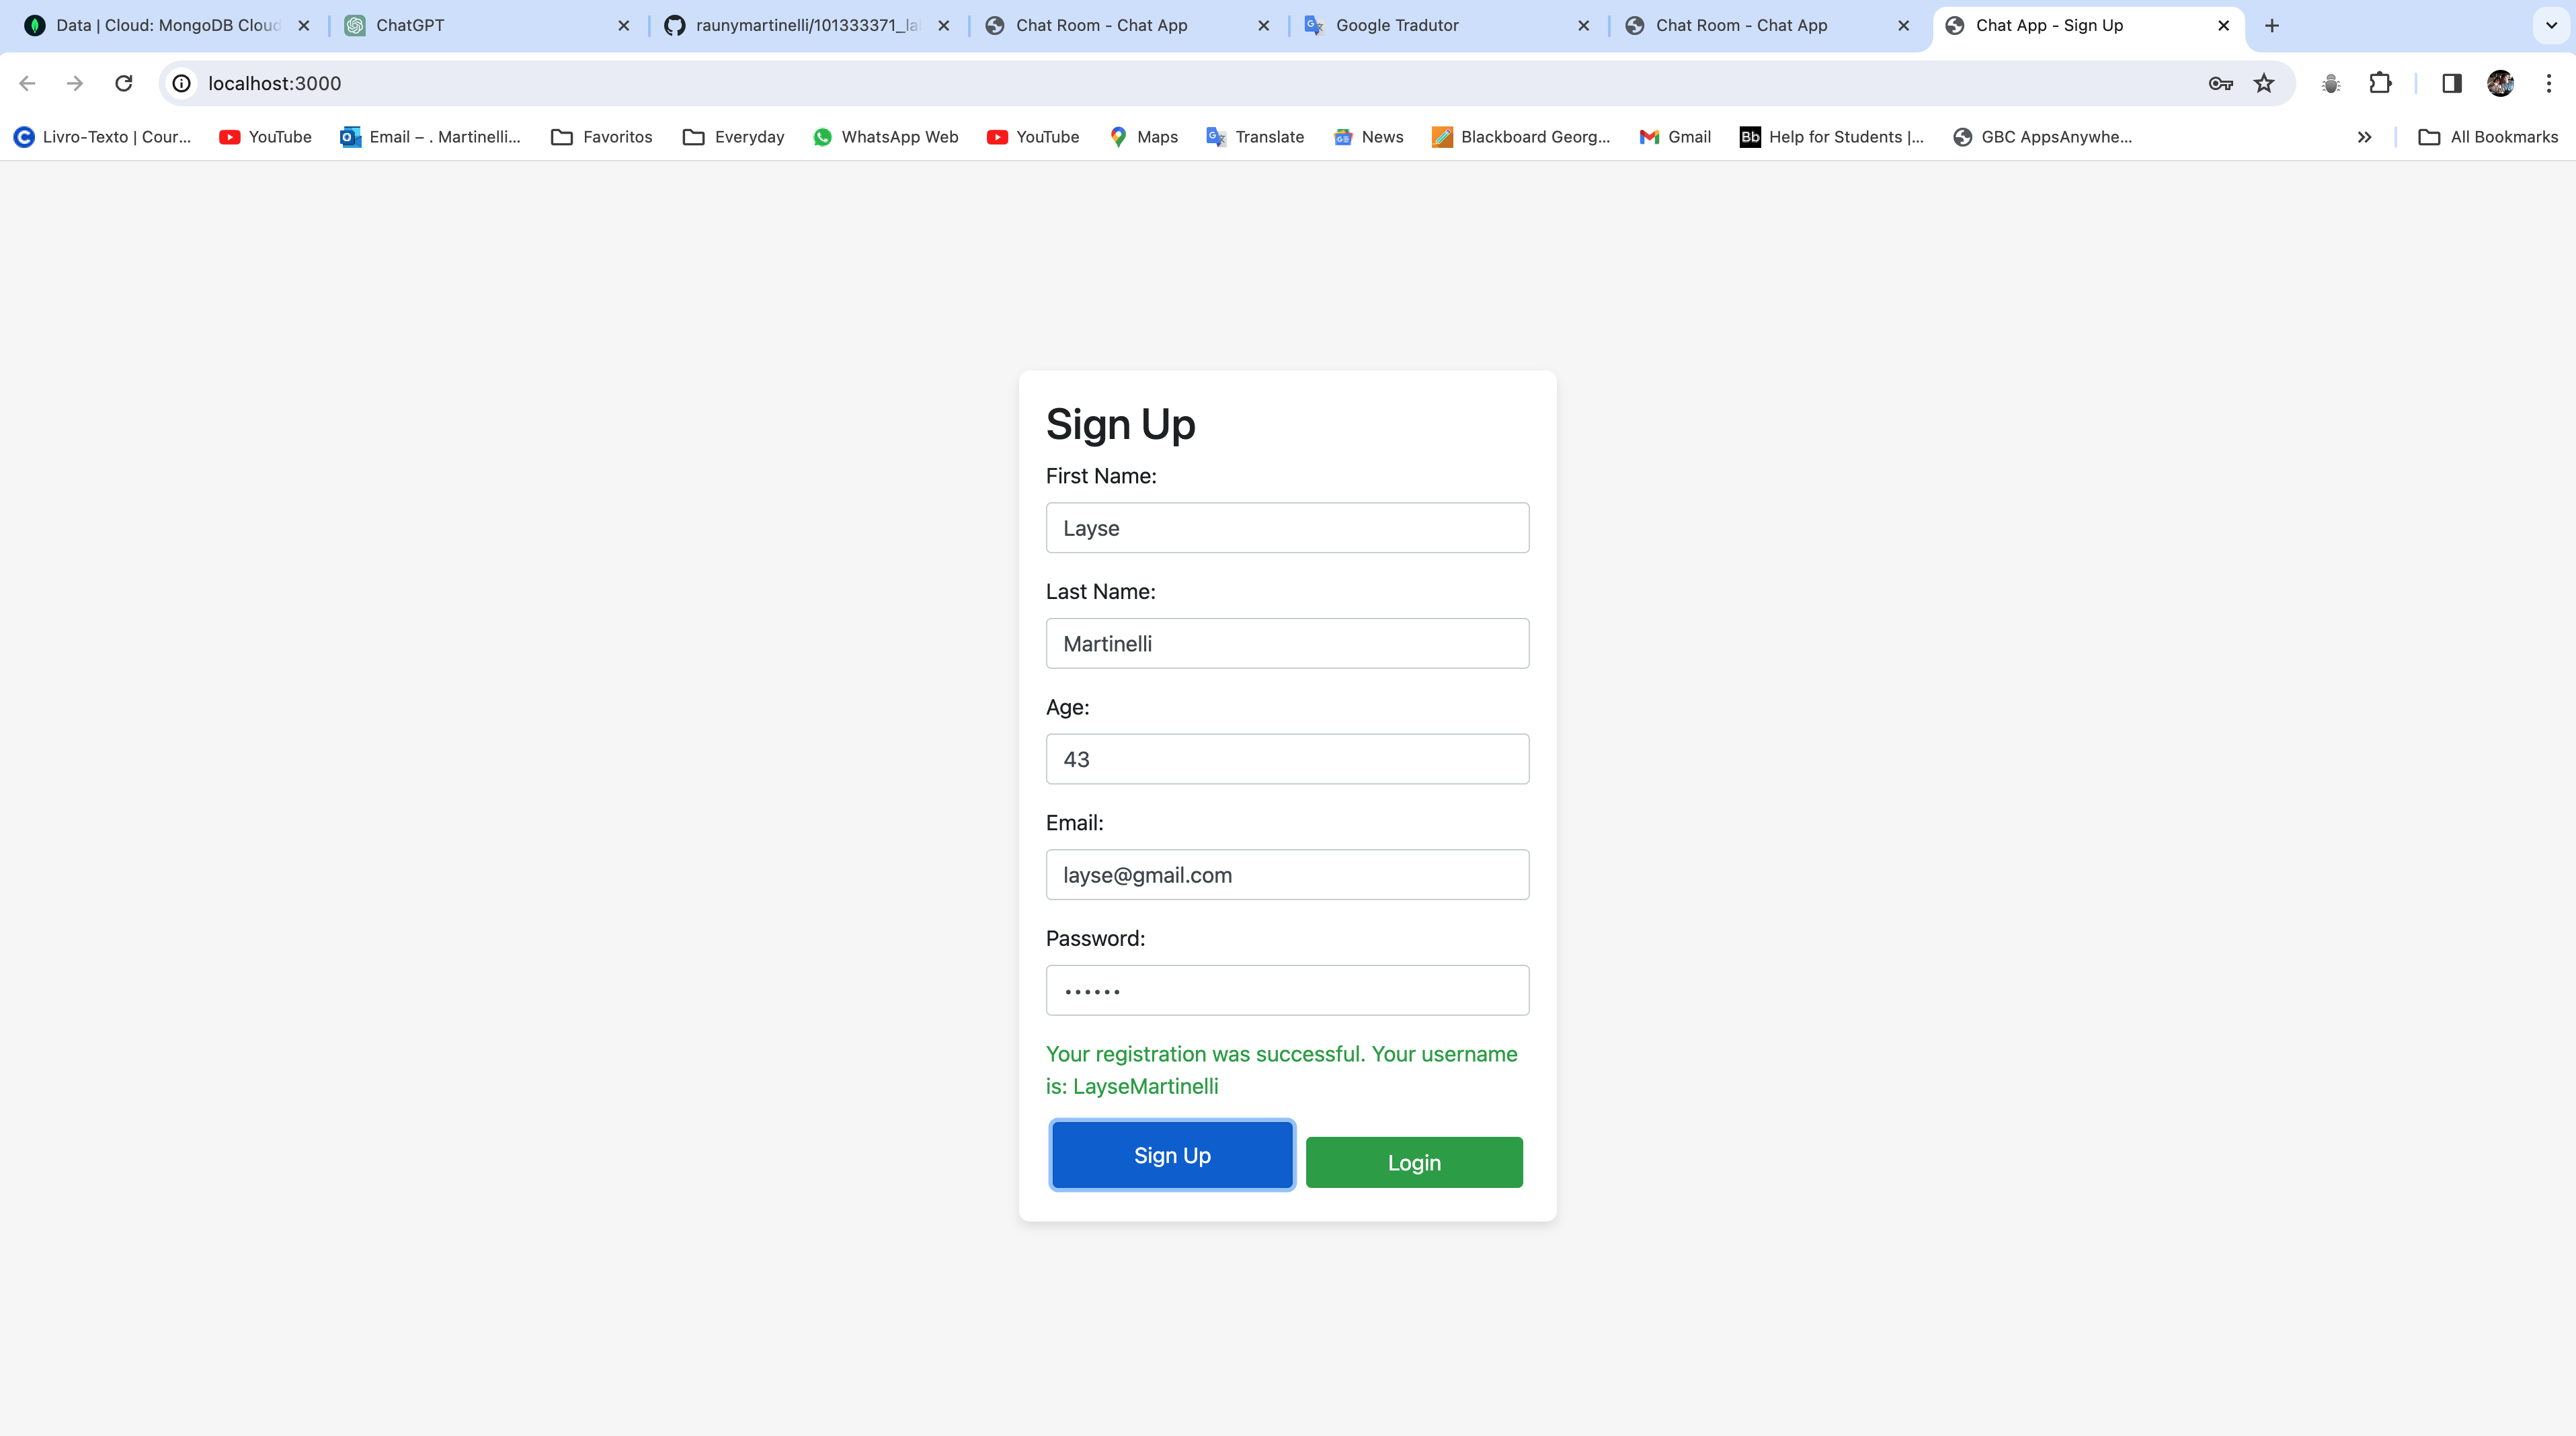 Data | Cloud: MongoDB Cloud
ChatGPT
raunymartinelli/101333371_la
Chat Room - Chat App
Google Tradutor
Chat Room - Chat App
Chat App - Sign Up
localhost:3000
Livro-Texto | Cour...
YouTube
Email – . Martinelli...
Favoritos
Everyday
WhatsApp Web
YouTube
Maps
Translate
News
Blackboard Georg...
Gmail
Bb Help for Students |...
GBC AppsAnywhe...
All Bookmarks
Sign Up
First Name:
Layse
Last Name:
Martinelli
Age:
43
Email:
layse@gmail.com
Password:
••••••
Your registration was successful. Your username
is: LayseMartinelli
Sign Up
Login